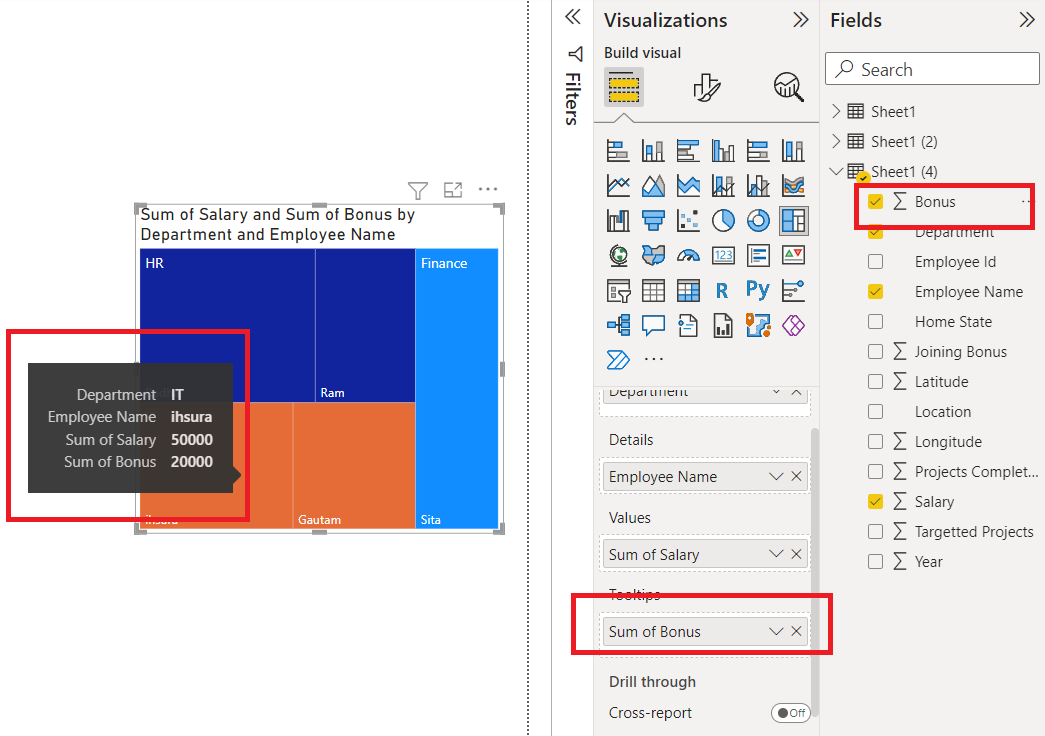 Sum of Salary and Sum of Bonus by
Department and Employee Name
HR
Finance
Ram
Department IT
Employee Name ihsura
Sum of Salary 50000
Sum of Bonus 20000
ihsura
Gautam
Sita
Filters
Visualizations
Build visual
123
R
Py
Department
Details
Employee Name
Values
Sum of Salary
Tooltips
Sum of Bonus
Drill through
Cross-report
Off
Fields
Search
Sheet1
Sheet1 (2)
Sheet1 (4)
Bonus
Department
Employee Id
Employee Name
Home State
Joining Bonus
Latitude
Location
Longitude
Projects Complet...
Salary
Targetted Projects
Year